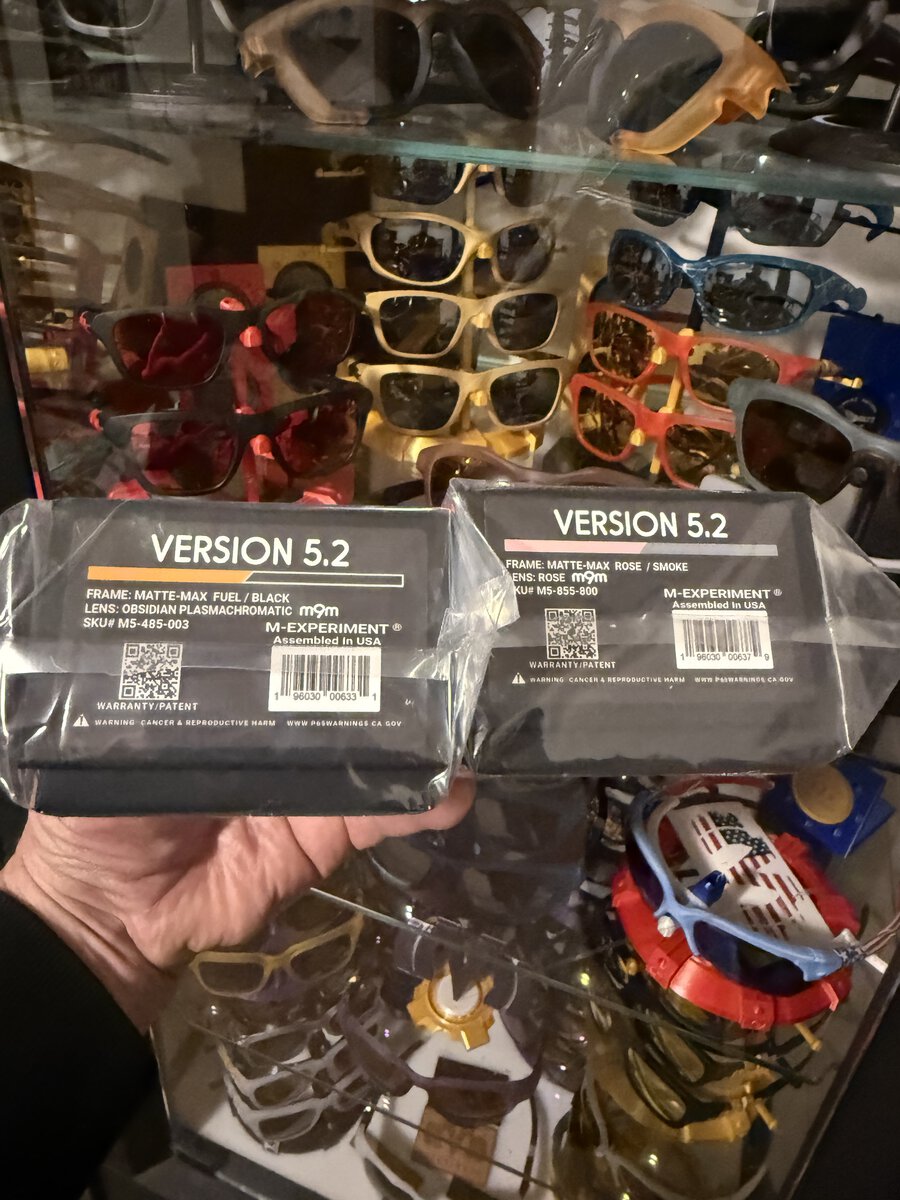 VERSION 5.2
FRAME: MATTE-MAX FUEL / BLACK
LENS: OBSIDIAN PLASMACHROMATIC m9m
SKU# M5-485-003
M-EXPERIMENT ®
Assembled In USA
1 96030 00633 1
WARRANTY/PATENT
WARNING CANCER & REPRODUCTIVE HARM WWW.P65WARNINGS.CA.GOV
VERSION 5.2
FRAME: MATTE-MAX ROSE / SMOKE
LENS: ROSE m9m
SKU# M5-855-800
M-EXPERIMENT ®
Assembled In USA
1 96030 00637 9
WARRANTY/PATENT
WARNING CANCER & REPRODUCTIVE HARM WWW.P65WARNINGS.CA.GOV